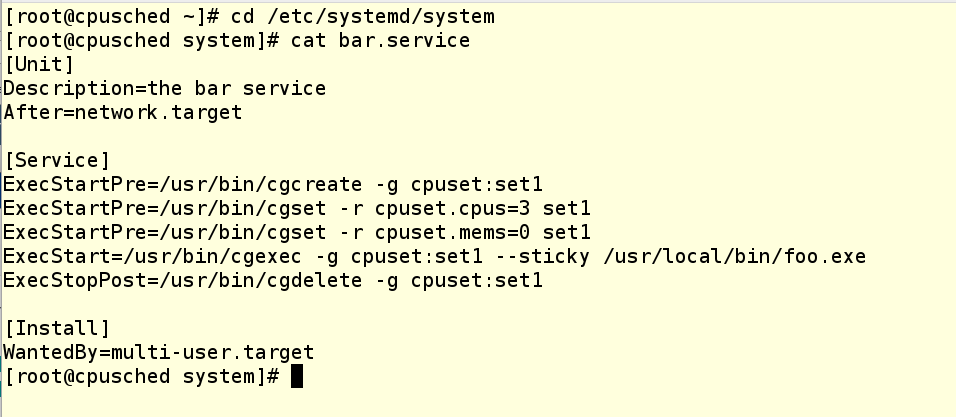 [root@cpusched ~]# cd /etc/systemd/system
[root@cpusched system]# cat bar.service
[Unit]
Description=the bar service
After=network.target

[Service]
ExecStartPre=/usr/bin/cgcreate -g cpuset:set1
ExecStartPre=/usr/bin/cgset -r cpuset.cpus=3 set1
ExecStartPre=/usr/bin/cgset -r cpuset.mems=0 set1
ExecStart=/usr/bin/cgexec -g cpuset:set1 --sticky /usr/local/bin/foo.exe
ExecStopPost=/usr/bin/cgdelete -g cpuset:set1

[Install]
WantedBy=multi-user.target
[root@cpusched system]#